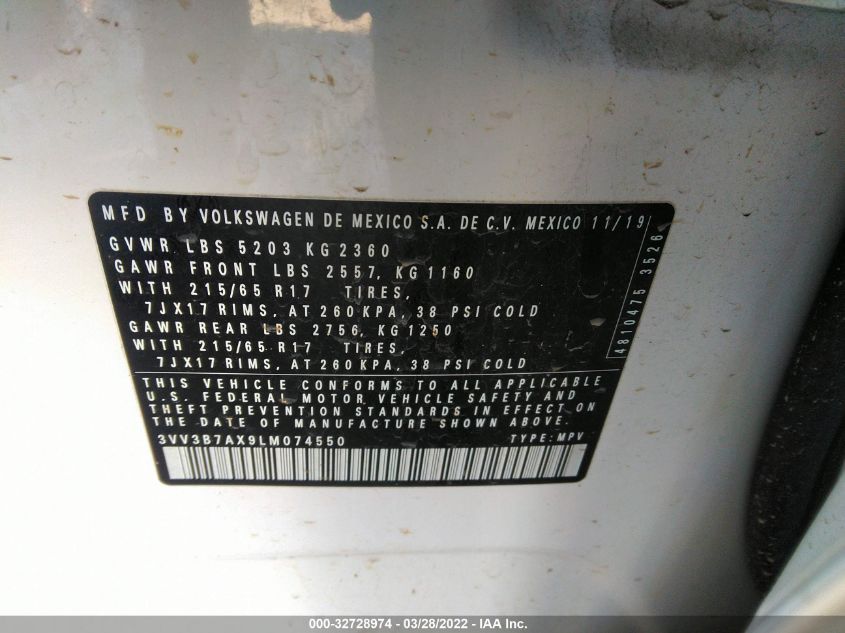 MFD BY VOLKSWAGEN DE MEXICO S.A. DE C.V. MEXICO 11/19
GVWR LBS 5203 KG 2360
GAWR FRONT LBS 2557, KG 1160
WITH 215/65 R17 TIRES,
7JX17 RIMS, AT 260 KPA, 38 PSI COLD
GAWR REAR LBS 2756, KG 1250
WITH 215/65 R17 TIRES,
7JX17 RIMS, AT 260 KPA, 38 PSI COLD
4810475 3526
THIS VEHICLE CONFORMS TO ALL APPLICABLE
U.S. FEDERAL MOTOR VEHICLE SAFETY AND
THEFT PREVENTION STANDARDS IN EFFECT ON
THE DATE OF MANUFACTURE SHOWN ABOVE.
3VV3B7AX9LM074550 TYPE: MPV
000-32728974 / 03/28/2022 - IAA Inc.